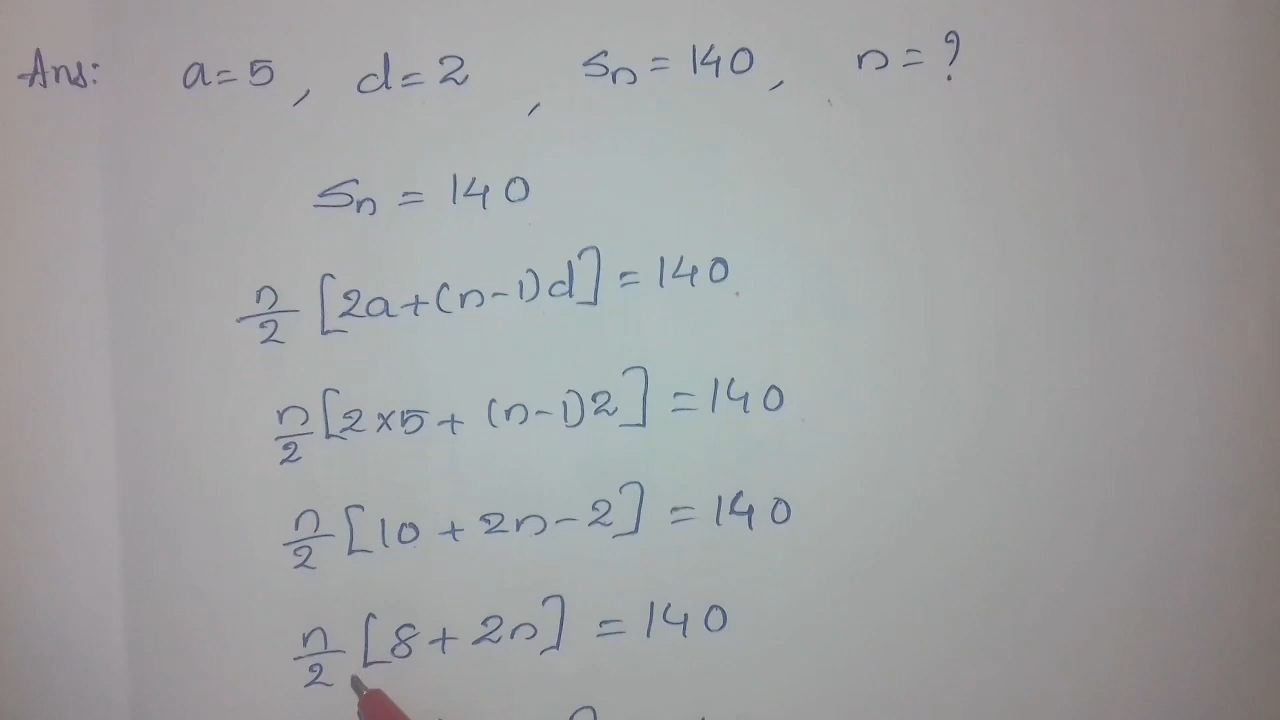 Ans: a=5, d=2, Sn=140, n=?
Sn = 140
n/2 [2a+(n-1)d] = 140
n/2 [2×5+(n-1)2] = 140
n/2 [10+2n-2] = 140
n/2 [8+2n] = 140